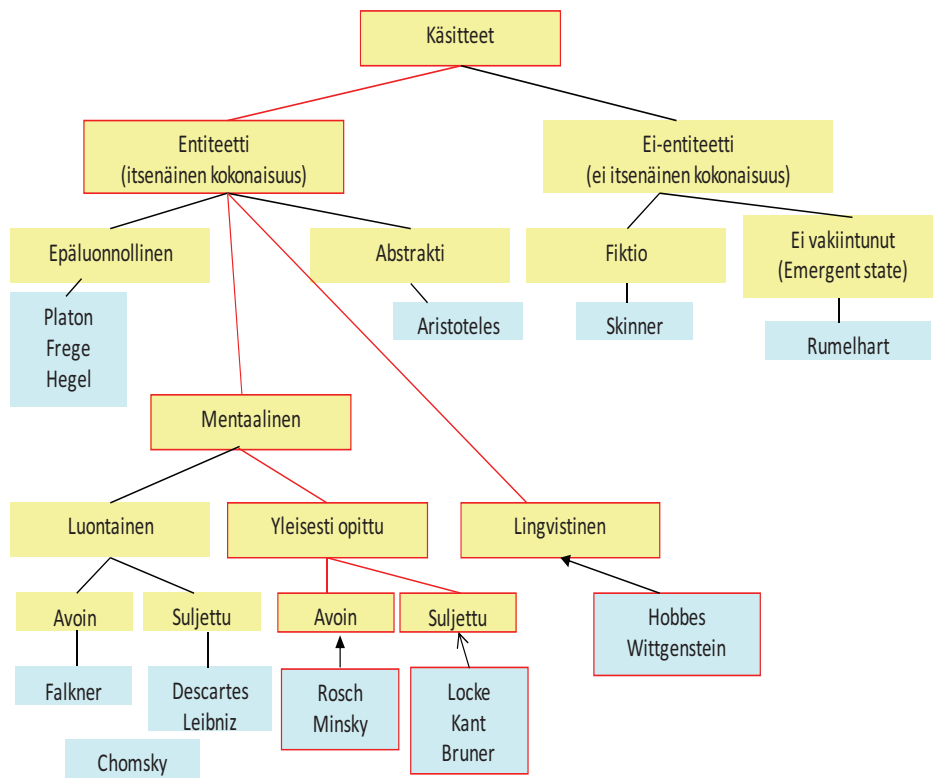 Käsitteet
Entiteetti
(itsenäinen kokonaisuus)
Ei-entiteetti
(ei itsenäinen kokonaisuus)
Epäluonnollinen
Abstrakti
Fiktio
Ei vakiintunut
(Emergent state)
Platon
Frege
Hegel
Aristoteles
Skinner
Rumelhart
Mentaalinen
Luontainen
Yleisesti opittu
Lingvistinen
Avoin
Suljettu
Avoin
Suljettu
Hobbes
Wittgenstein
Falkner
Descartes
Leibniz
Rosch
Minsky
Locke
Kant
Bruner
Chomsky